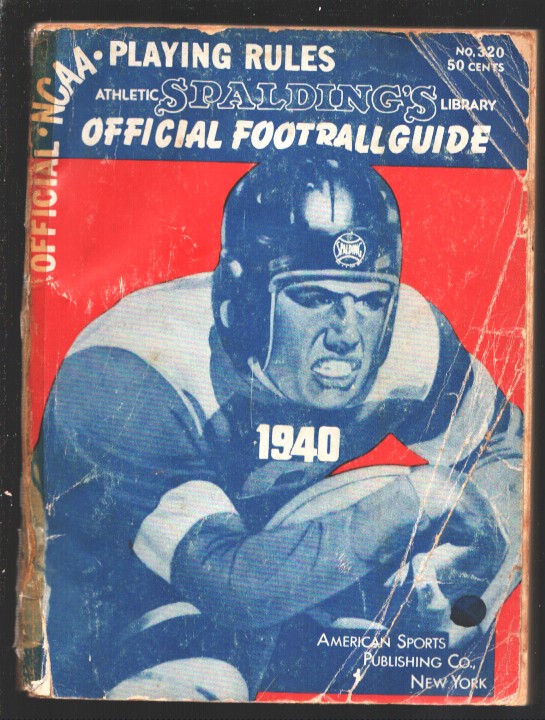 OFFICIAL • NCAA • PLAYING RULES
NO. 320
50 CENTS
ATHLETIC SPALDING'S LIBRARY
OFFICIAL FOOTBALL GUIDE
SPALDING
1940
AMERICAN SPORTS
PUBLISHING CO.,
NEW YORK